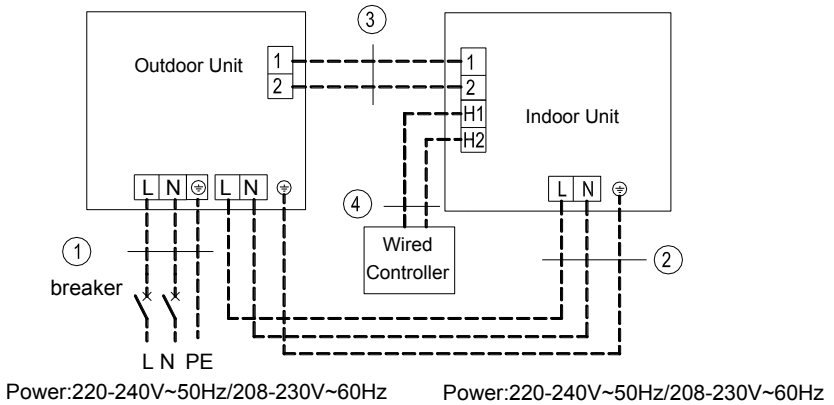 3
Outdoor Unit
1
2
1
2
H1
H2
Indoor Unit
L N
L N
L N
4
Wired
Controller
1
breaker
2
L N PE
Power:220-240V~50Hz/208-230V~60Hz
Power:220-240V~50Hz/208-230V~60Hz